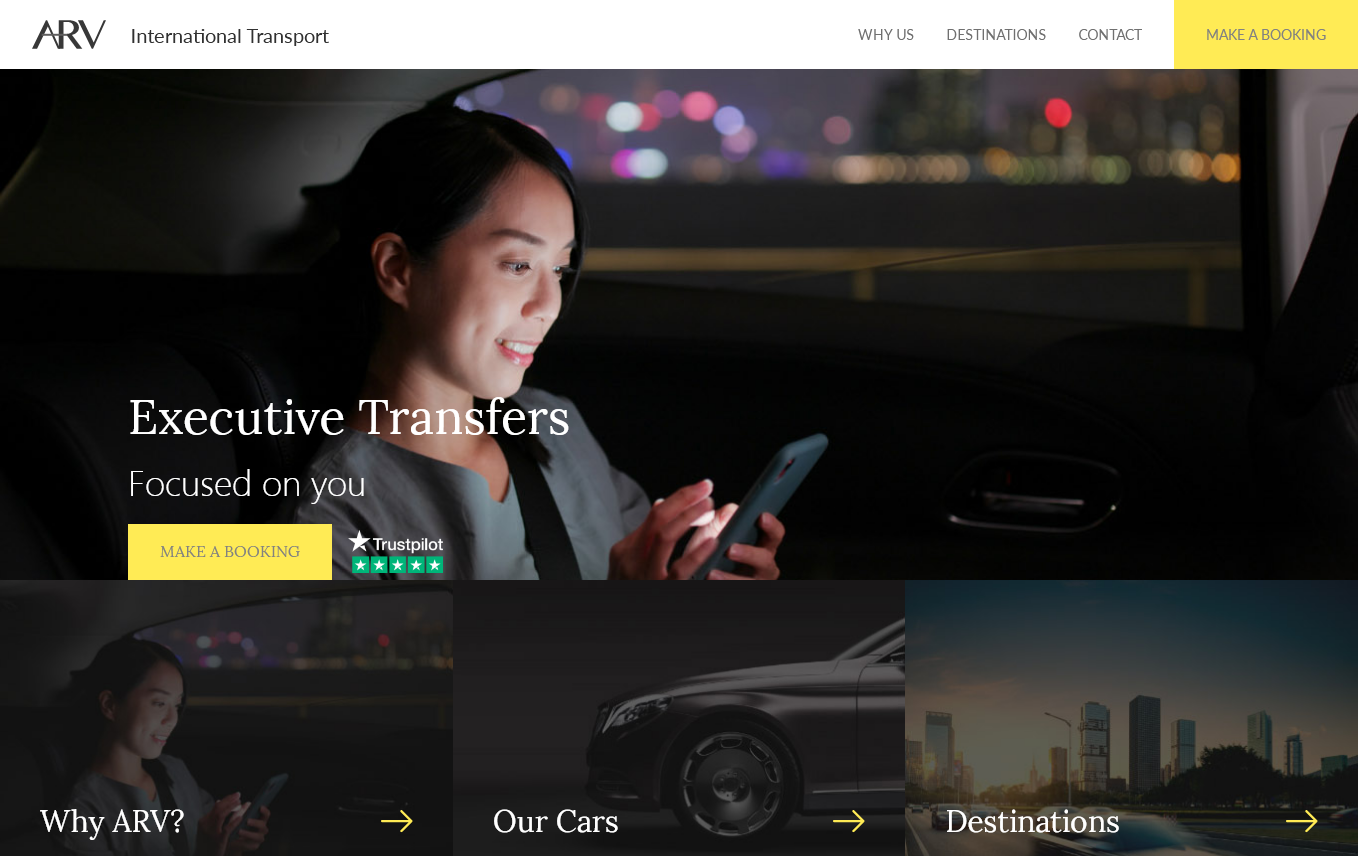 ARV International Transport
WHY US DESTINATIONS CONTACT MAKE A BOOKING
Executive Transfers
Focused on you
MAKE A BOOKING
Trustpilot
Why ARV?
Our Cars
Destinations